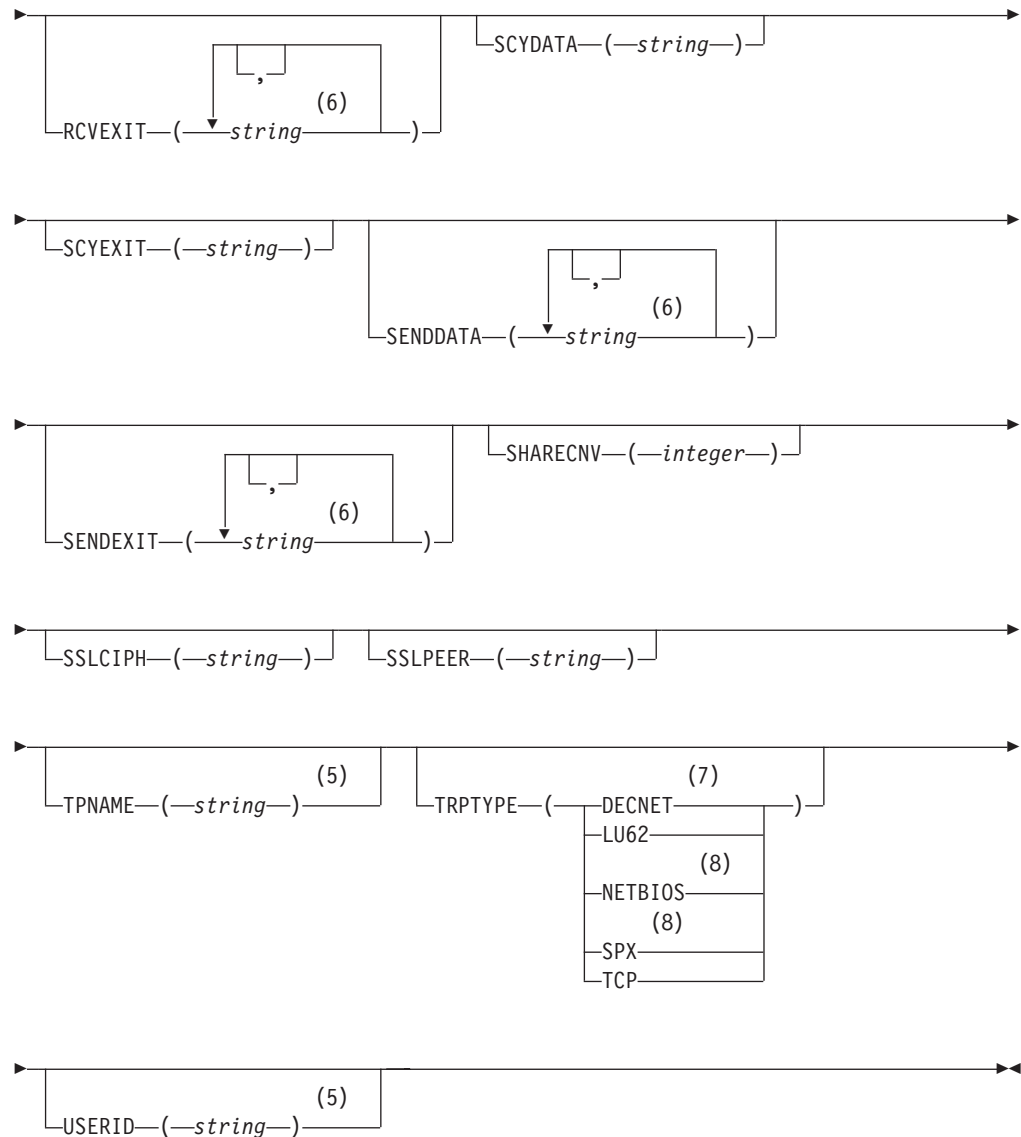 SCYDATA ( string )
,
(6)
RCVEXIT ( string )
SCYEXIT ( string )
,
(6)
SENDDATA ( string )
SHARECNV ( integer )
,
(6)
SENDEXIT ( string )
SSLCIPH ( string ) SSLPEER ( string )
(5) (7)
TPNAME ( string ) TRPTYPE ( DECNET )
LU62
(8)
NETBIOS
(8)
SPX
TCP
(5)
USERID ( string )